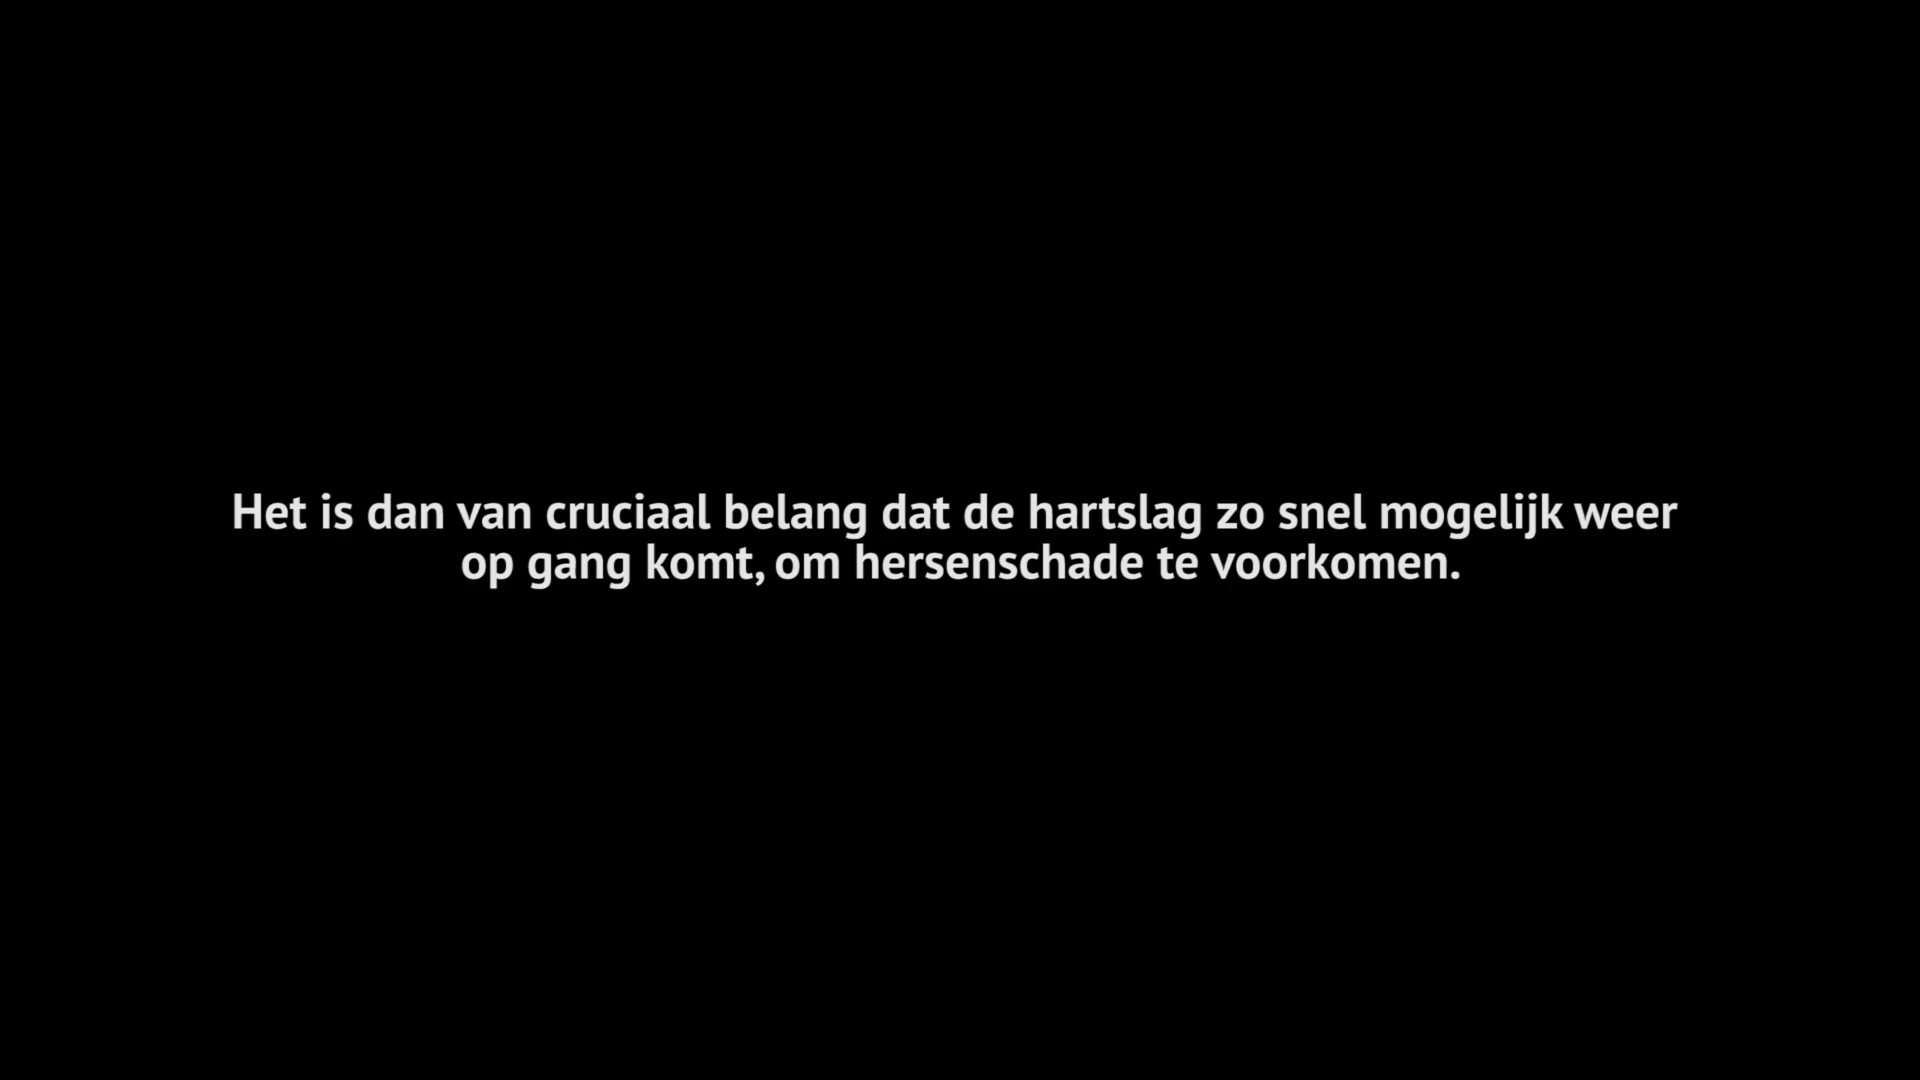 Het is dan van cruciaal belang dat de hartslag zo snel mogelijk weer
op gang komt, om hersenschade te voorkomen.